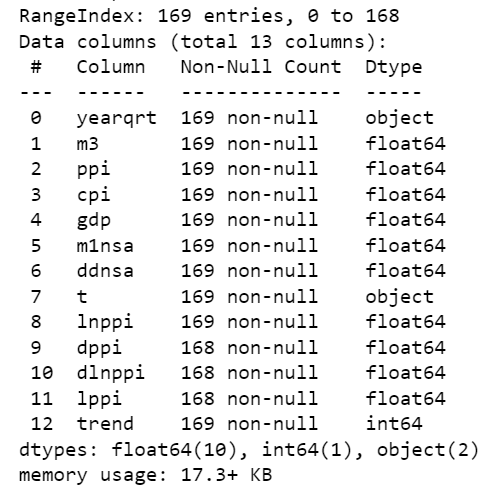 RangeIndex: 169 entries, 0 to 168
Data columns (total 13 columns):
 #   Column   Non-Null Count  Dtype
---  ------   --------------  -----
 0   yearqrt  169 non-null    object
 1   m3       169 non-null    float64
 2   ppi      169 non-null    float64
 3   cpi      169 non-null    float64
 4   gdp      169 non-null    float64
 5   m1nsa    169 non-null    float64
 6   ddnsa    169 non-null    float64
 7   t        169 non-null    object
 8   lnppi    169 non-null    float64
 9   dppi     168 non-null    float64
 10  dlnppi   168 non-null    float64
 11  lppi     168 non-null    float64
 12  trend    169 non-null    int64
dtypes: float64(10), int64(1), object(2)
memory usage: 17.3+ KB